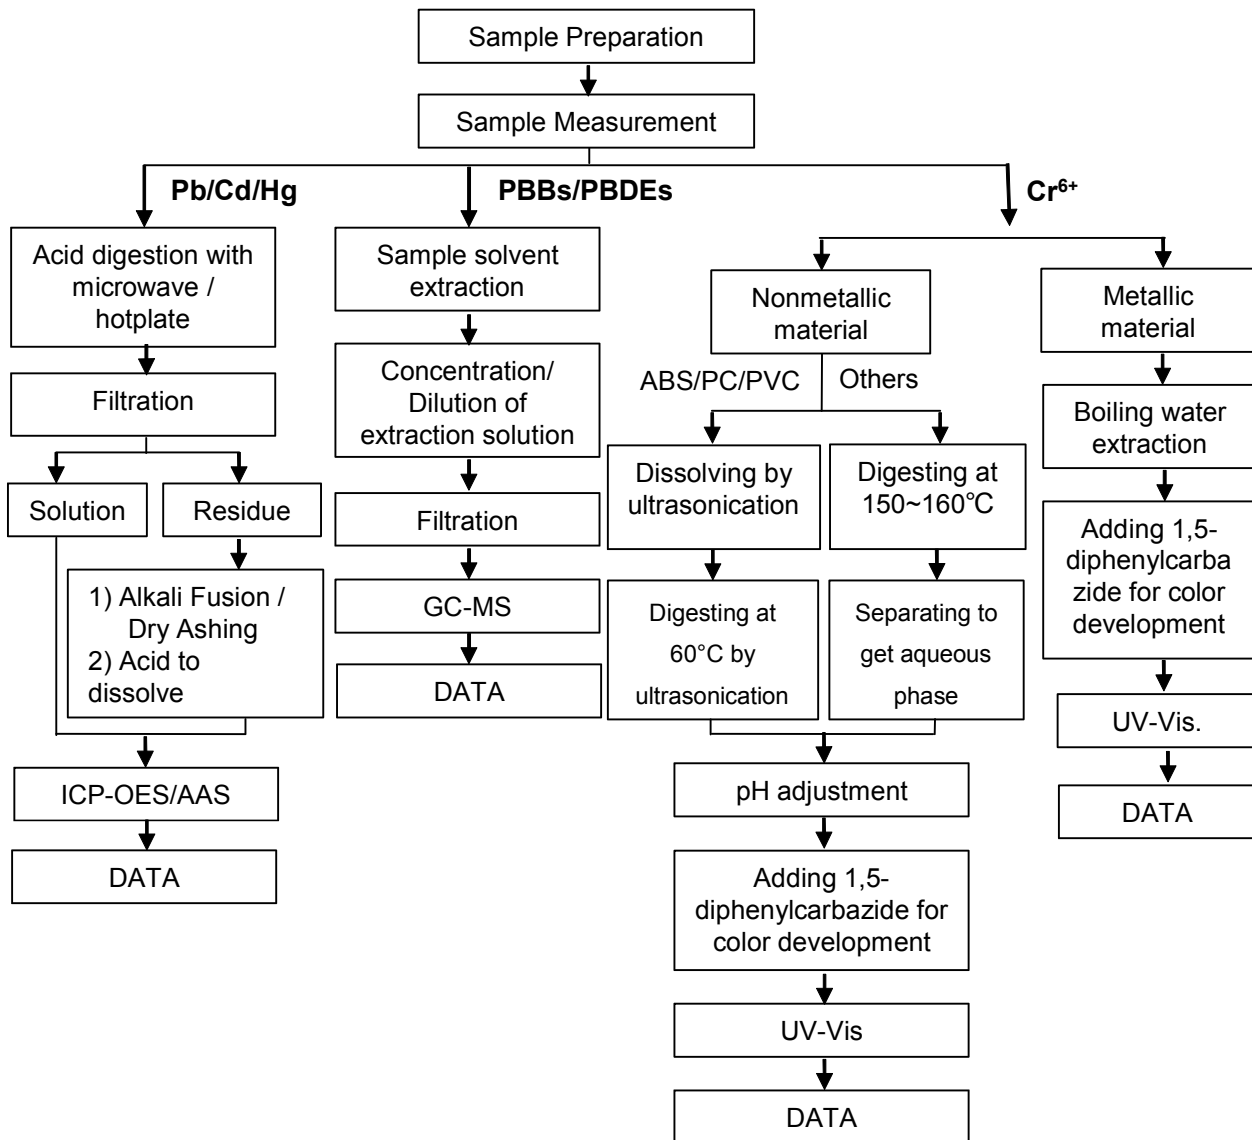 Sample Preparation
Sample Measurement
Pb/Cd/Hg
PBBs/PBDEs
Cr⁶⁺
Acid digestion with
microwave /
hotplate
Filtration
Solution
Residue
1) Alkali Fusion /
Dry Ashing
2) Acid to
dissolve
ICP-OES/AAS
DATA
Sample solvent
extraction
Concentration/
Dilution of
extraction solution
Filtration
GC-MS
DATA
Nonmetallic
material
ABS/PC/PVC
Others
Dissolving by
ultrasonication
Digesting at
60°C by
ultrasonication
Digesting at
150~160℃
Separating to
get aqueous
phase
pH adjustment
Adding 1,5-
diphenylcarbazide for
color development
UV-Vis
DATA
Metallic
material
Boiling water
extraction
Adding 1,5-
diphenylcarba
zide for color
development
UV-Vis.
DATA